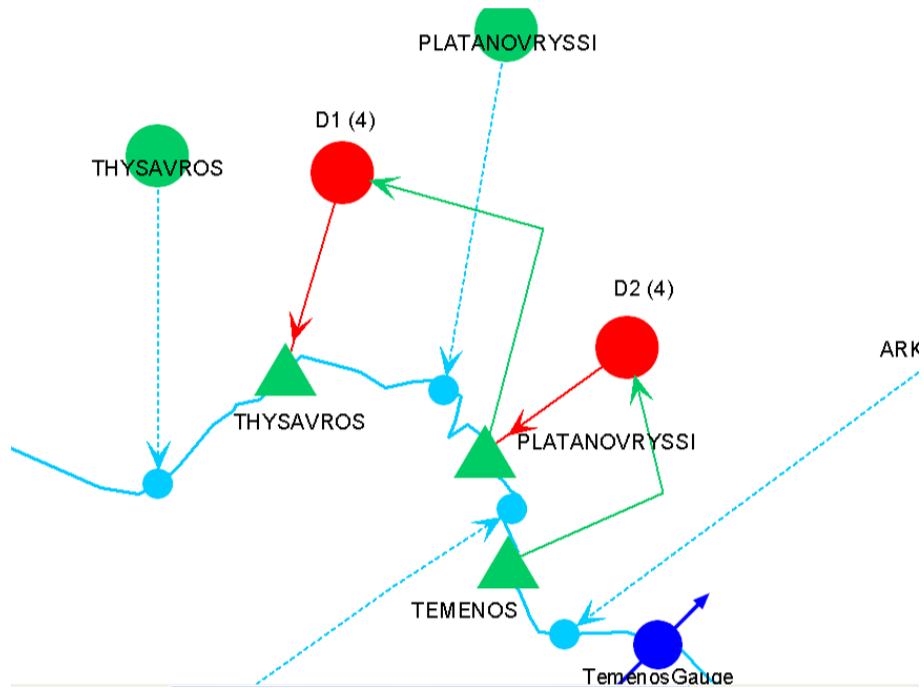 PLATANOVRYSSI
D1 (4)
THYSAVROS
D2 (4)
ARK
THYSAVROS
PLATANOVRYSSI
TEMENOS
TemenosGauge